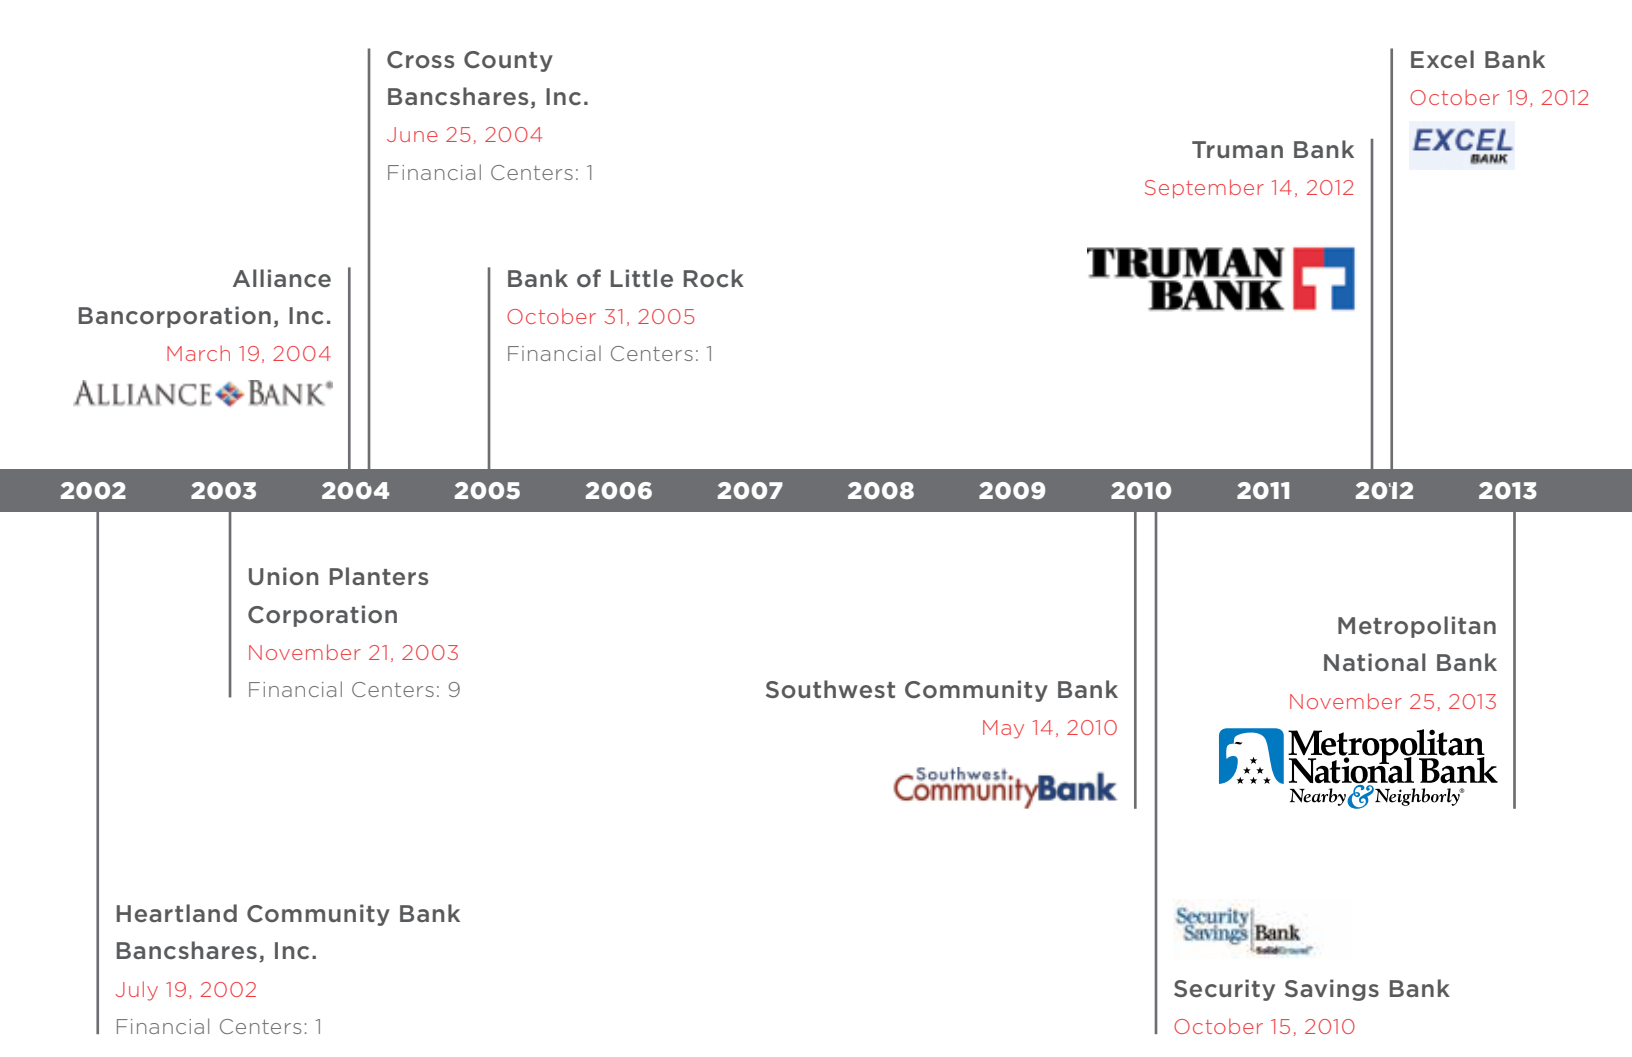 Cross County
Bancshares, Inc.
June 25, 2004
Financial Centers: 1
Excel Bank
October 19, 2012
EXCEL
BANK
Truman Bank
September 14, 2012
TRUMAN
BANK
Alliance
Bancorporation, Inc.
March 19, 2004
ALLIANCE BANK®
Bank of Little Rock
October 31, 2005
Financial Centers: 1
2002 2003 2004 2005 2006 2007 2008 2009 2010 2011 2012 2013
Union Planters
Corporation
November 21, 2003
Financial Centers: 9
Southwest Community Bank
May 14, 2010
Southwest
CommunityBank
Metropolitan
National Bank
November 25, 2013
Metropolitan
National Bank
Nearby & Neighborly®
Heartland Community Bank
Bancshares, Inc.
July 19, 2002
Financial Centers: 1
Security
Savings Bank
SolidGround
Security Savings Bank
October 15, 2010